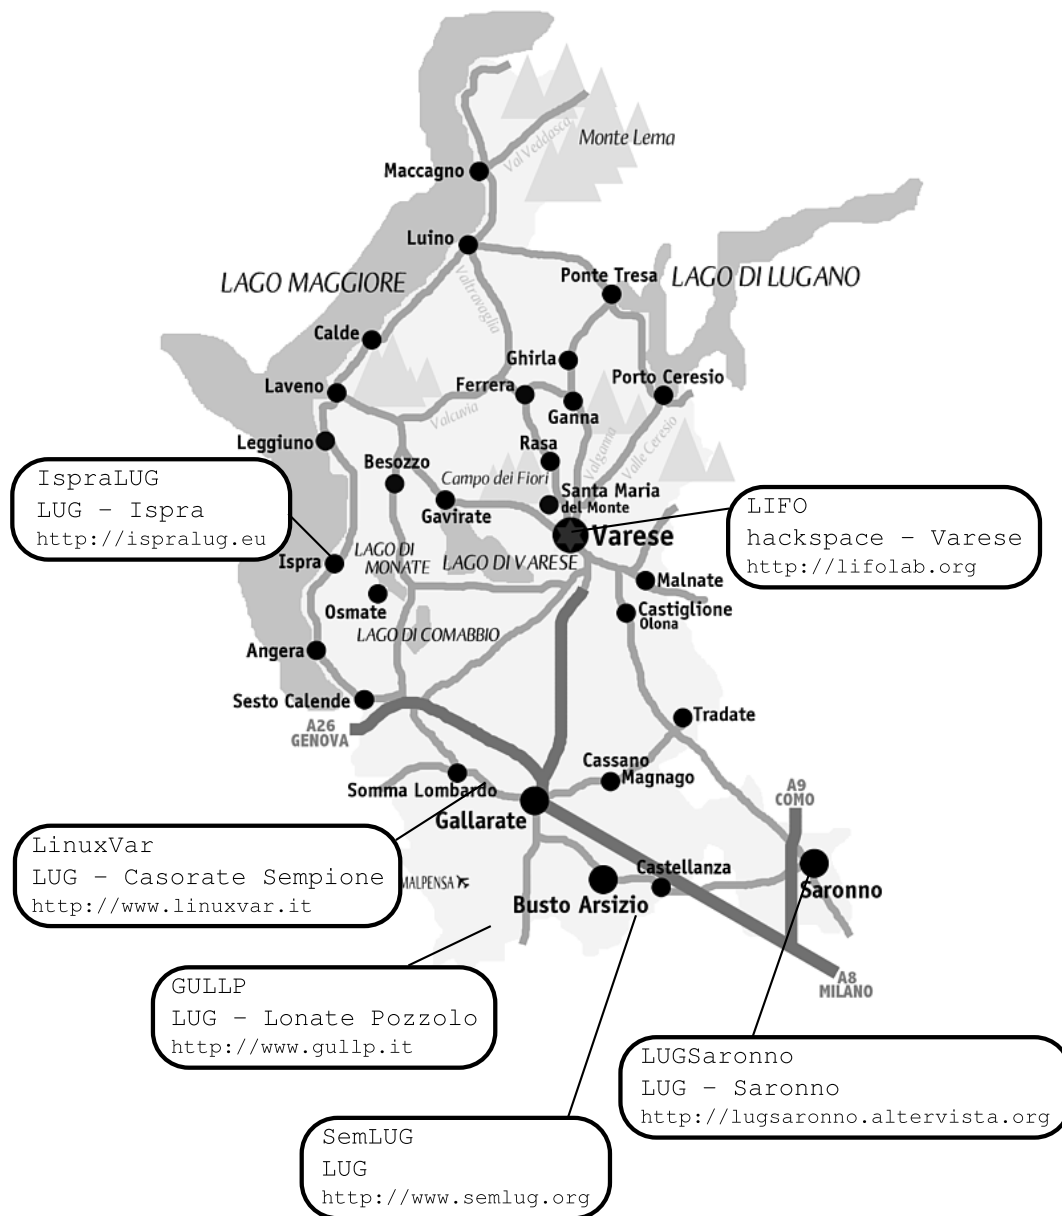 Monte Lema
Val Veddasca
Maccagno
Luino
LAGO MAGGIORE
Valtravaglia
Ponte Tresa
LAGO DI LUGANO
Calde
Ghirla
Laveno
Ferrera
Porto Ceresio
Ganna
Valcuvia
Leggiuno
Rasa
Valganna
Valle Ceresio
Besozzo
Campo dei Fiori
Gavirate
Santa Maria
del Monte
Varese
IspraLUG
LUG - Ispra
http://ispralug.eu
LIFO
hackspace - Varese
http://lifolab.org
Ispra
LAGO DI
MONATE
LAGO DI VARESE
Malnate
Osmate
Castiglione
Olona
LAGO DI COMABBIO
Angera
Sesto Calende
A26
GENOVA
Tradate
Cassano
Magnago
Somma Lombardo
Gallarate
A9
COMO
LinuxVar
LUG - Casorate Sempione
http://www.linuxvar.it
MALPENSA
Castellanza
Busto Arsizio
Saronno
A8
MILANO
GULLP
LUG - Lonate Pozzolo
http://www.gullp.it
LUGSaronno
LUG - Saronno
http://lugsaronno.altervista.org
SemLUG
LUG
http://www.semlug.org